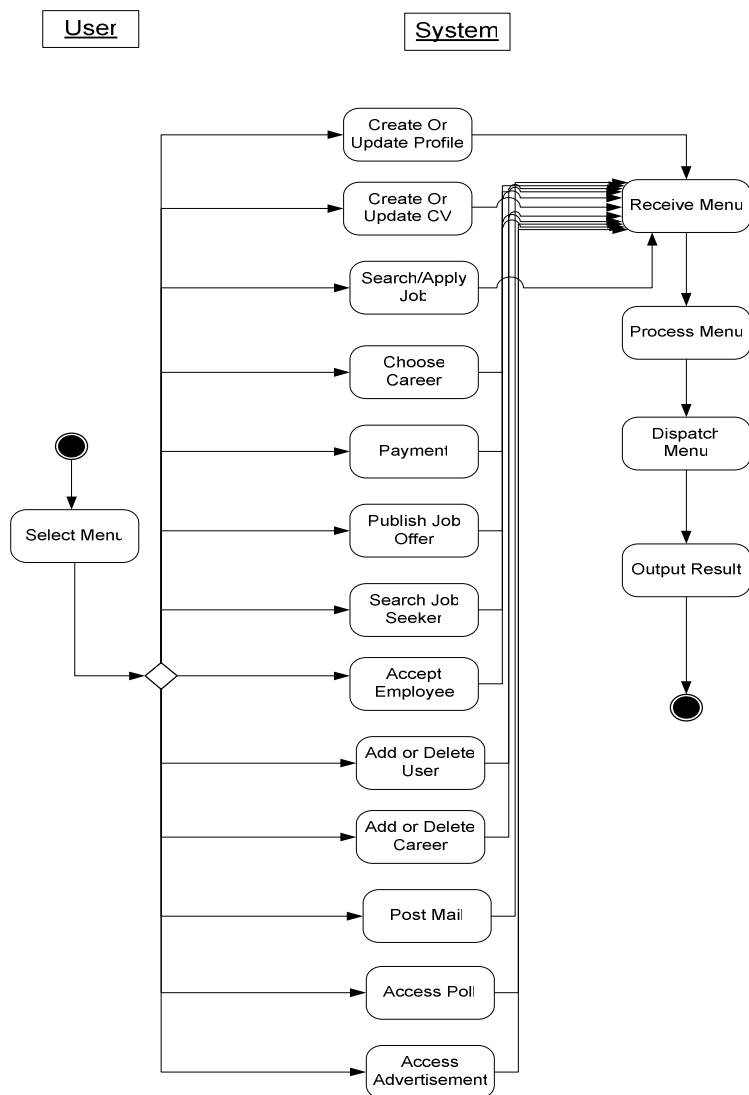 User
System
Create Or
Update Profile
Create Or
Update CV
Receive Menu
Search/Apply
Job
Process Menu
Choose
Career
Dispatch
Menu
Payment
Select Menu
Publish Job
Offer
Output Result
Search Job
Seeker
Accept
Employee
Add or Delete
User
Add or Delete
Career
Post Mail
Access Poll
Access
Advertisement